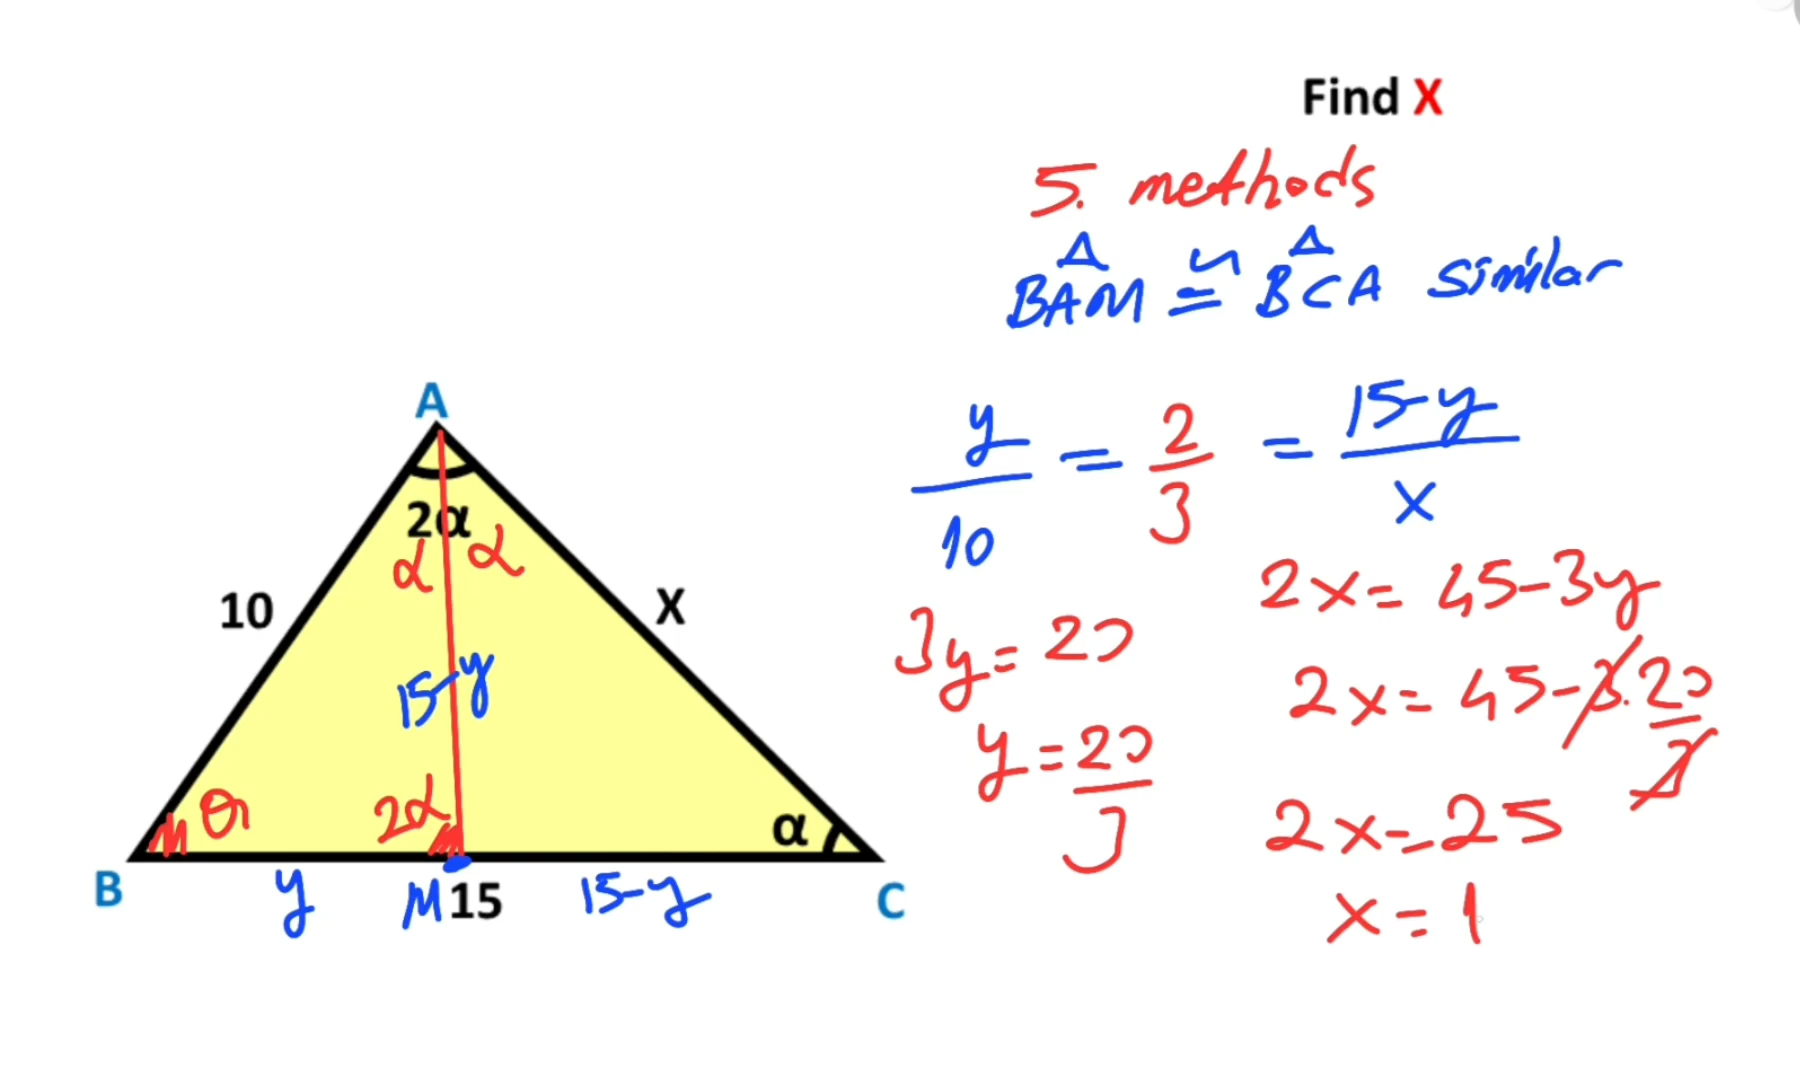 Find X
5. methods
Δ Δ
BAM ≌ BCA similar
y/10 = 2/3 = 15-y/x
2x = 45-3y
3y = 20
2x = 45-3.20/3
y = 20/3
2x = 25
x = 1
A
2α
α α
10
X
15-y
θ
2α
α
B
C
y
M
15
15-y